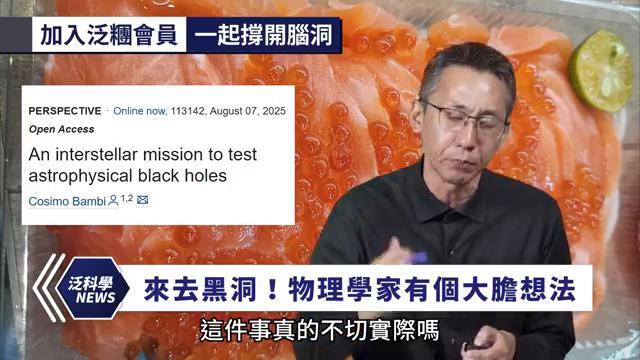 加入泛糰會員 一起撐開腦洞
PERSPECTIVE · Online now, 113142, August 07, 2025
Open Access
An interstellar mission to test
astrophysical black holes
Cosimo Bambi 1,2
泛科學
NEWS
來去黑洞！物理學家有個大膽想法
這件事真的不切實際嗎